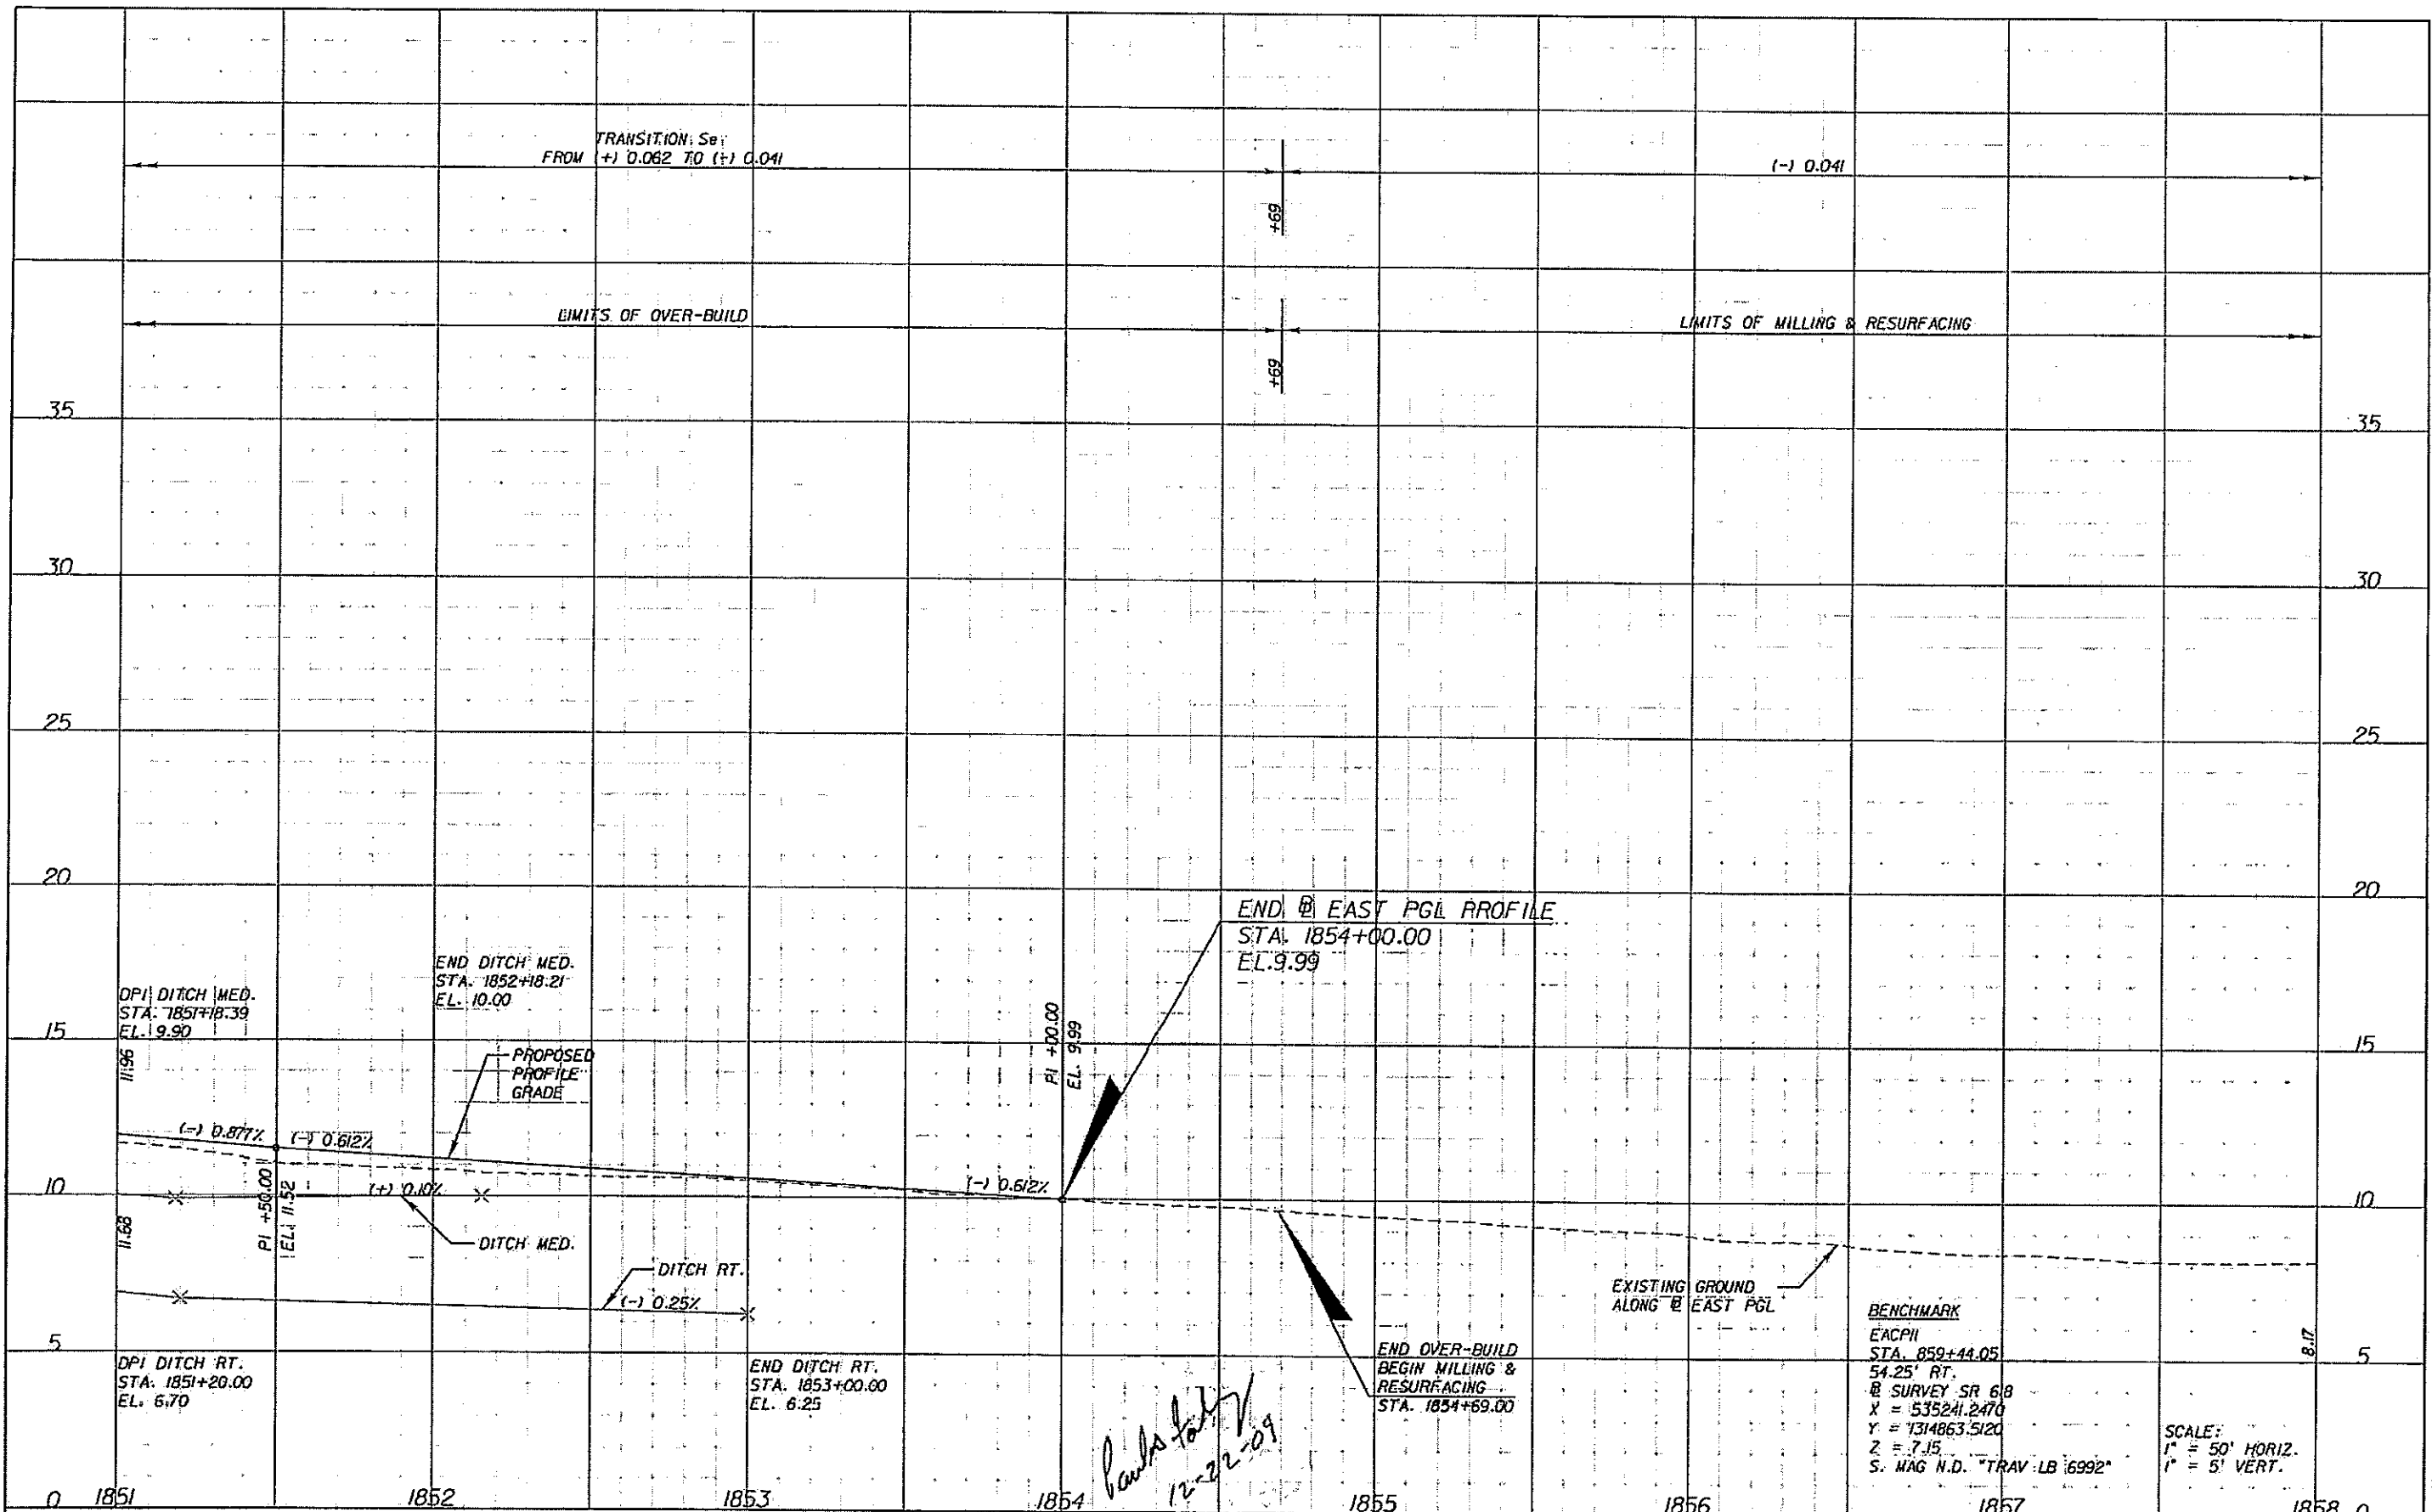 TRANSITION Se
FROM (+) 0.062 TO (-) 0.041
(-) 0.041
+69
LIMITS OF OVER-BUILD
LIMITS OF MILLING & RESURFACING
+69
35
35
30
30
25
25
20
20
END ℄ EAST PGL PROFILE
STA. 1854+00.00
EL.9.99
END DITCH MED.
STA. 1852+18.21
EL. 10.00
DPI DITCH MED.
STA. 1851+18.39
EL. 9.90
15
15
11.96
PROPOSED
PROFILE
GRADE
PI +00.00
EL. 9.99
(-) 0.877%
(-) 0.612%
10
10
(+) 0.10%
(-) 0.612%
11.68
PI +50.00
EL. 11.52
DITCH MED.
DITCH RT.
(-) 0.25%
EXISTING GROUND
ALONG ℄ EAST PGL
5
5
8.17
DPI DITCH RT.
STA. 1851+20.00
EL. 6.70
END DITCH RT.
STA. 1853+00.00
EL. 6.25
END OVER-BUILD
BEGIN MILLING &
RESURFACING
STA. 1854+69.00
BENCHMARK
EACP11
STA. 859+44.05
54.25' RT.
℄ SURVEY SR 68
X = 535241.2470
Y = 1314863.5120
Z = 7.15
S. MAG N.D. "TRAV LB 6992"
SCALE:
1" = 50' HORIZ.
1" = 5' VERT.
12-22-09
0
1851
1852
1853
1854
1855
1856
1857
1858
0